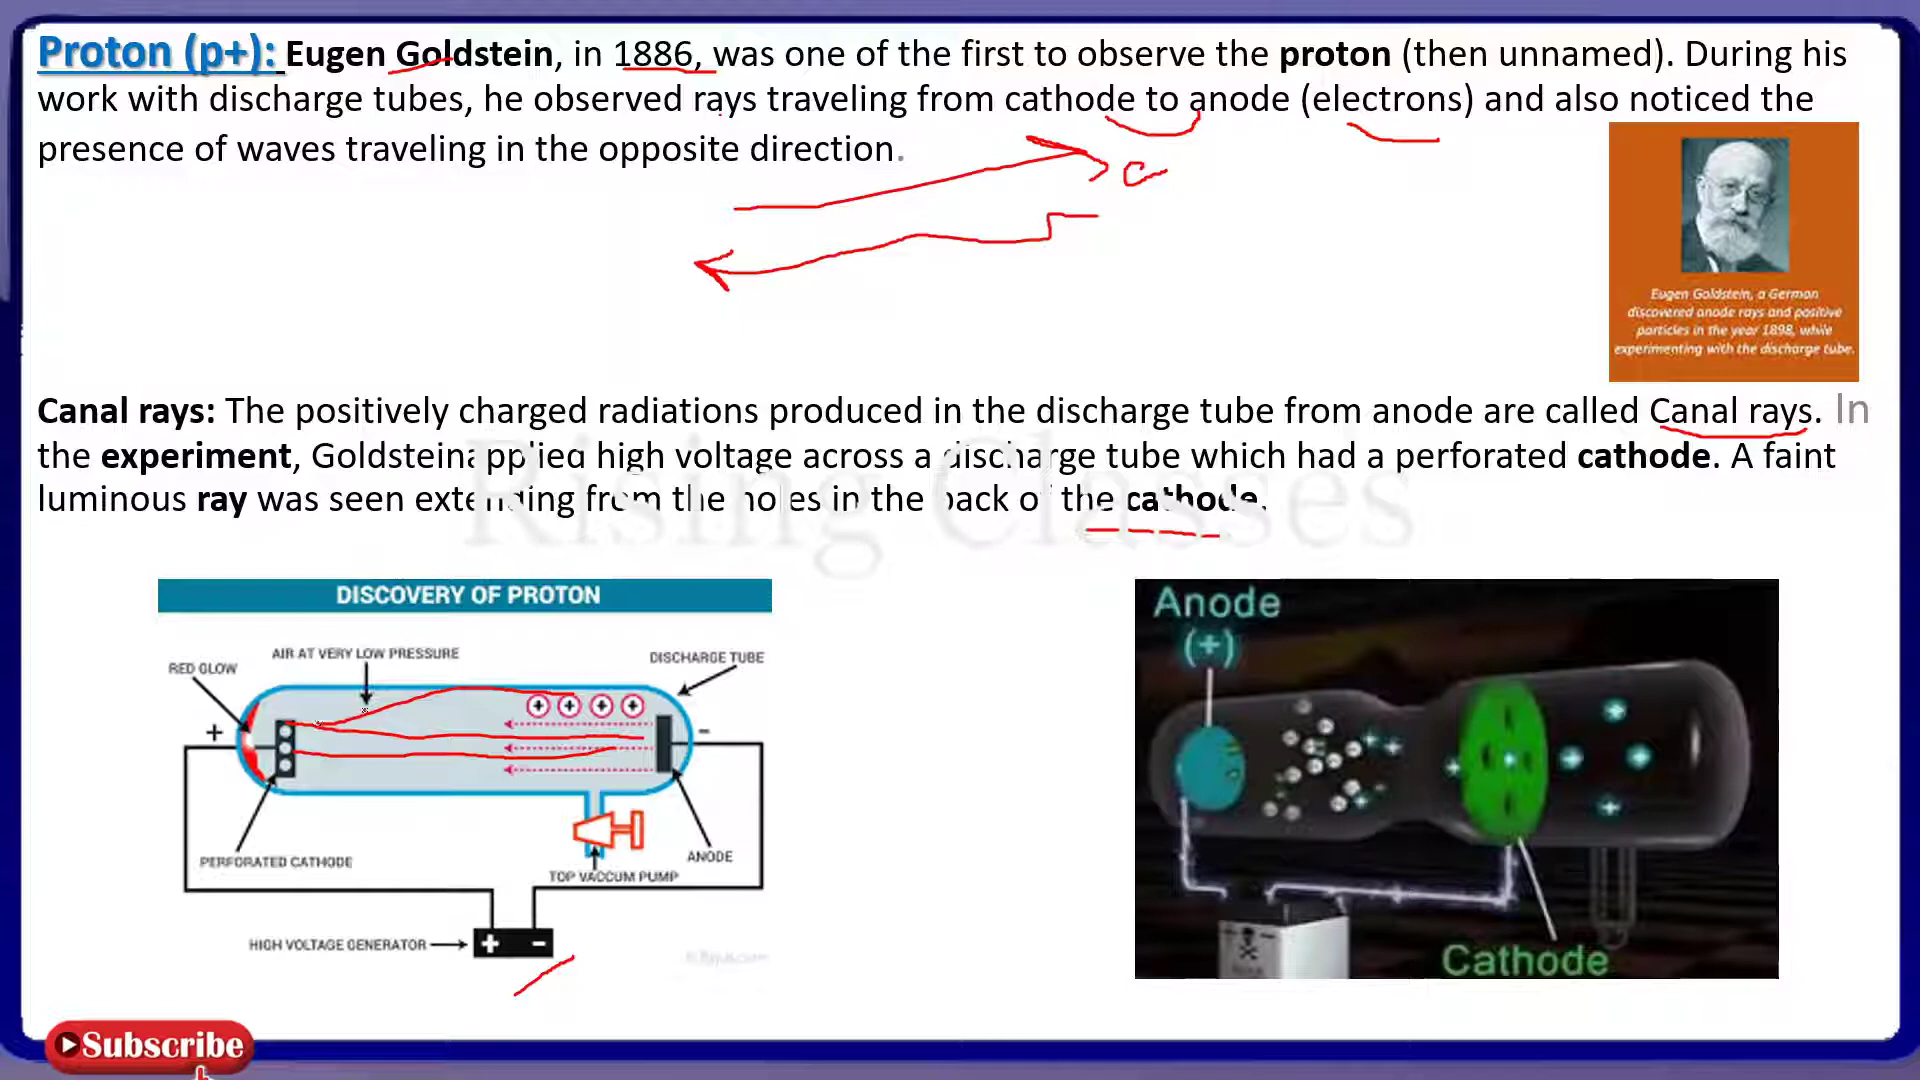 Proton (p+): Eugen Goldstein, in 1886, was one of the first to observe the proton (then unnamed). During his
work with discharge tubes, he observed rays traveling from cathode to anode (electrons) and also noticed the
presence of waves traveling in the opposite direction.
Eugen Goldstein, a German
discovered anode rays and positive
particles in the year 1898, while
experimenting with the discharge tube.
Canal rays: The positively charged radiations produced in the discharge tube from anode are called Canal rays. In
the experiment, Goldstein applied high voltage across a discharge tube which had a perforated cathode. A faint
luminous ray was seen extending from the holes in the back of the cathode.
Rising Classes
DISCOVERY OF PROTON
AIR AT VERY LOW PRESSURE
DISCHARGE TUBE
RED GLOW
+ -
PERFORATED CATHODE
ANODE
TOP VACCUM PUMP
HIGH VOLTAGE GENERATOR
+ -
Anode
(+)
Cathode
Subscribe